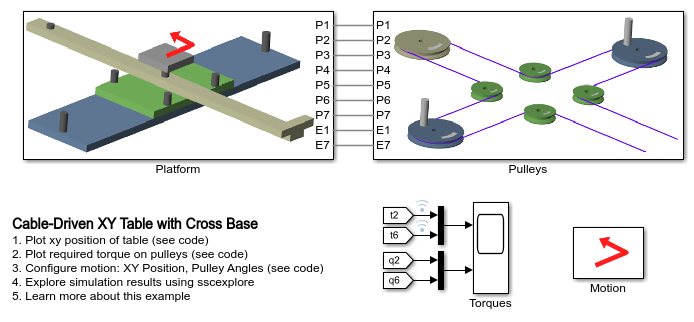 P1 P1
P2 P2
P3 P3
P4 P4
P5 P5
P6 P6
P7 P7
E1 E1
E7 E7
Platform
Pulleys
Cable-Driven XY Table with Cross Base
1. Plot xy position of table (see code)
2. Plot required torque on pulleys (see code)
3. Configure motion: XY Position, Pulley Angles (see code)
4. Explore simulation results using sscexplore
5. Learn more about this example
t2
t6
q2
q6
Torques
Motion